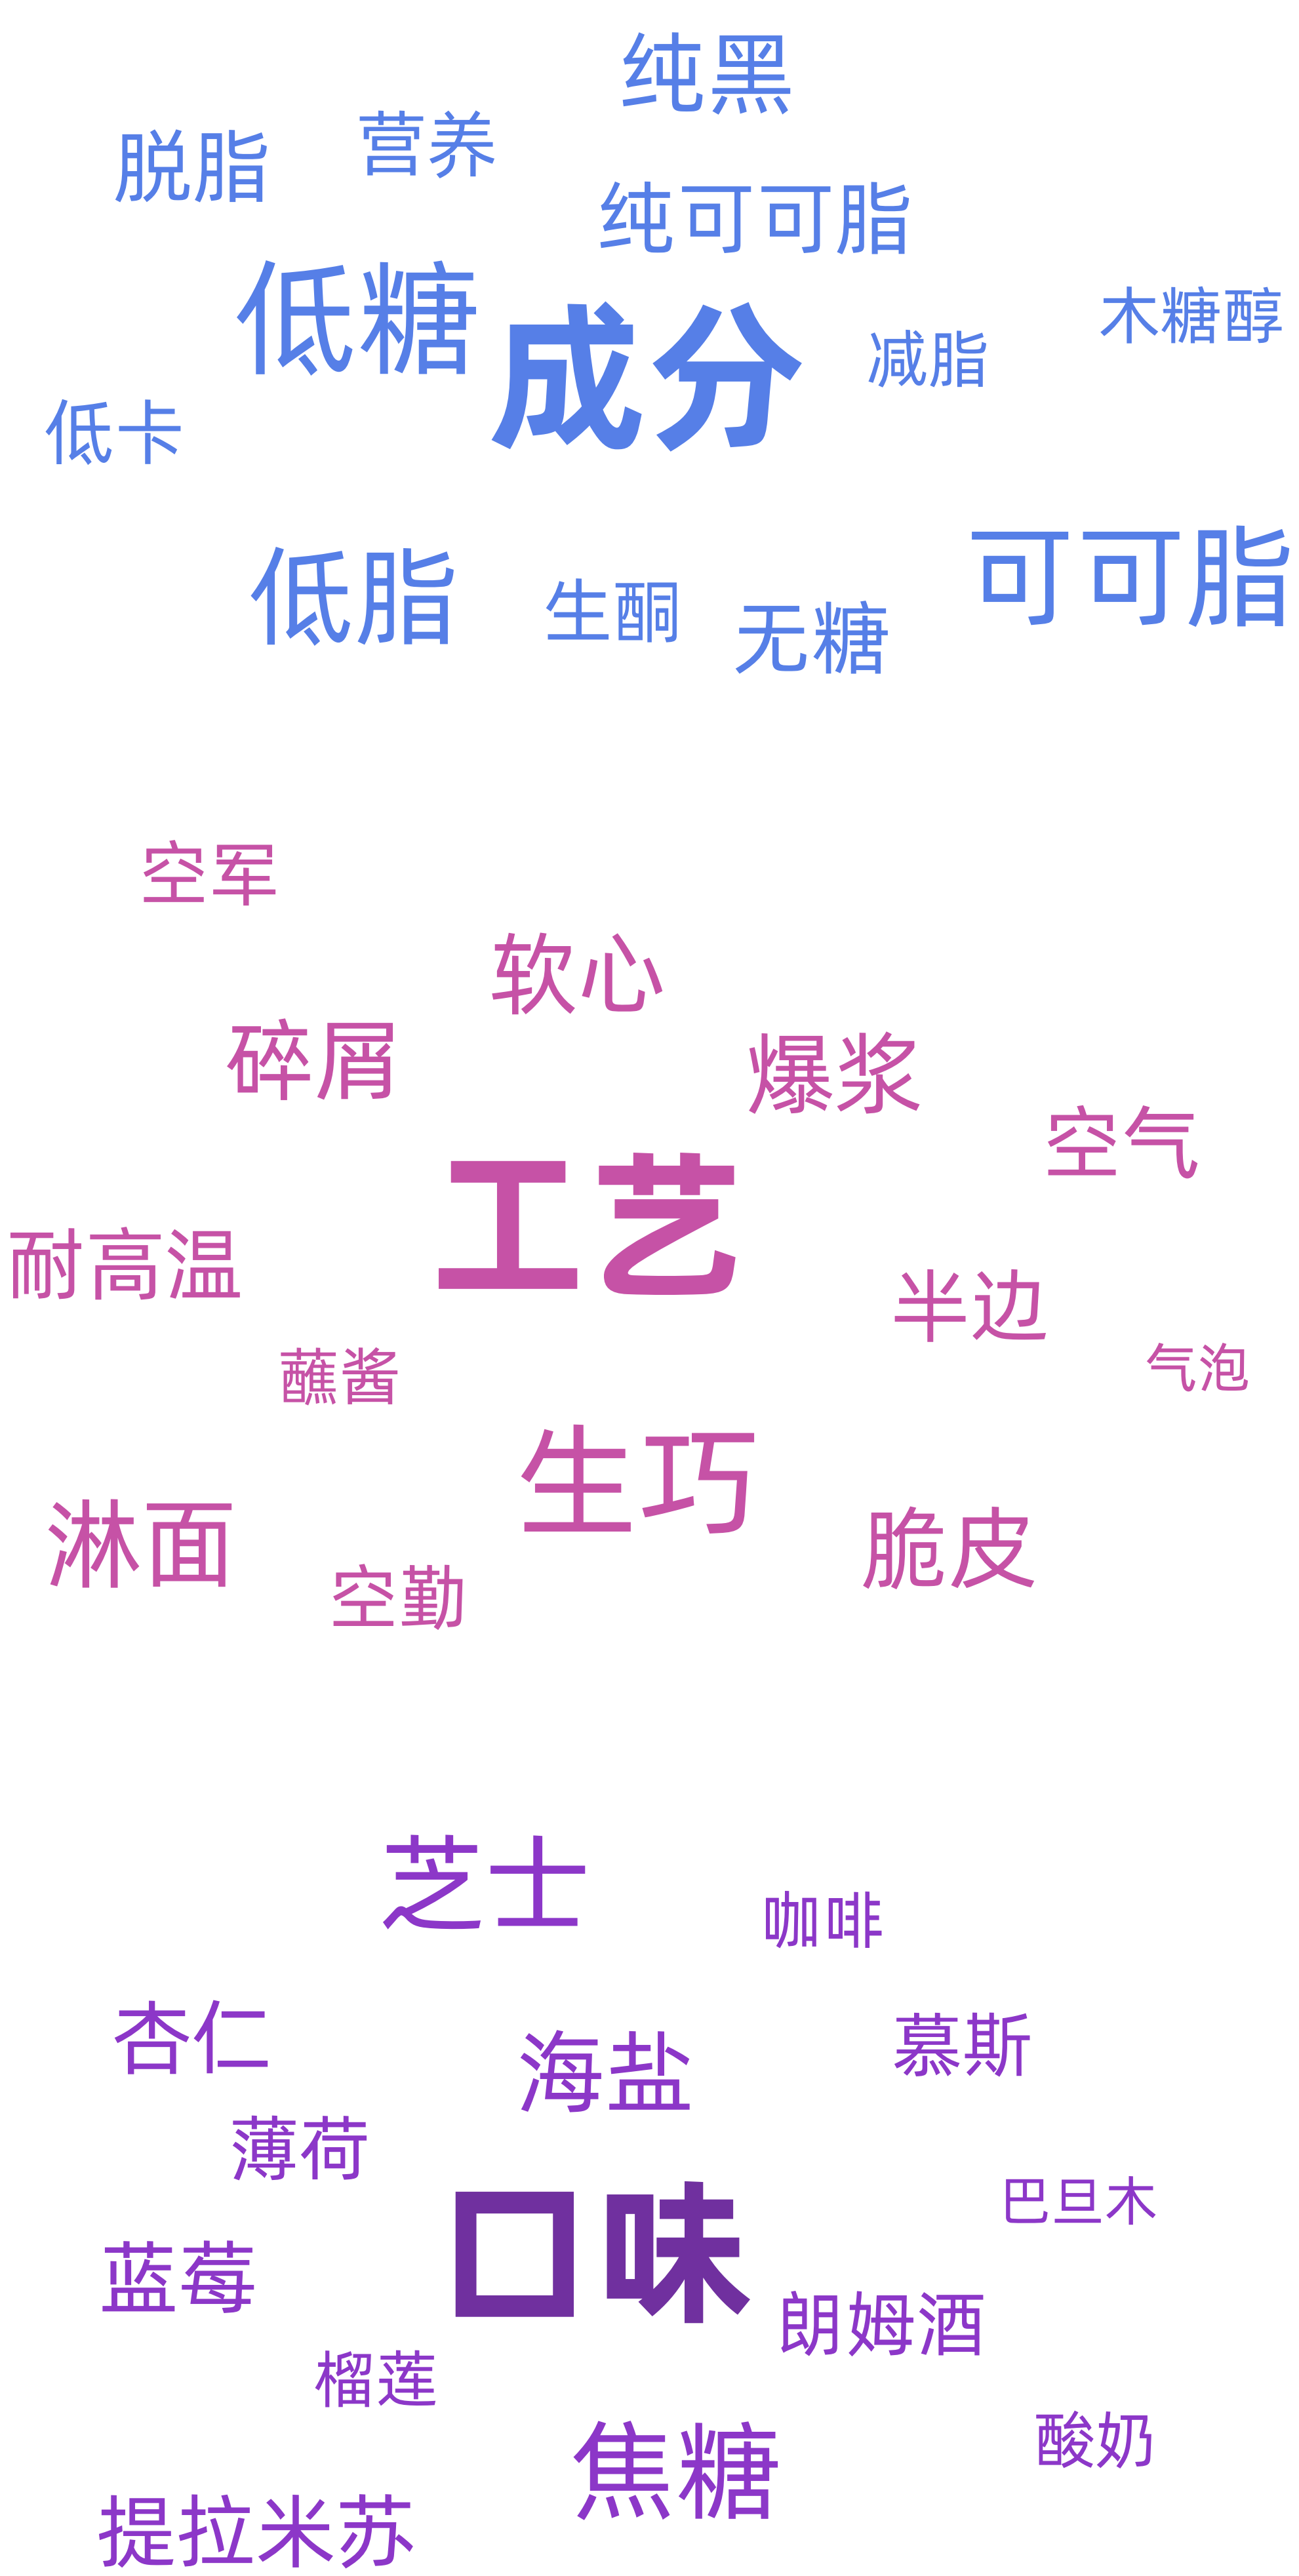 纯黑
营养
脱脂
纯可可脂
低糖
成分
木糖醇
减脂
低卡
可可脂
低脂
生酮
无糖
空军
软心
碎屑
爆浆
空气
工艺
耐高温
半边
蘸酱
气泡
生巧
淋面
脆皮
空勤
芝士
咖啡
杏仁
海盐
慕斯
薄荷
巴旦木
口味
蓝莓
朗姆酒
榴莲
酸奶
焦糖
提拉米苏